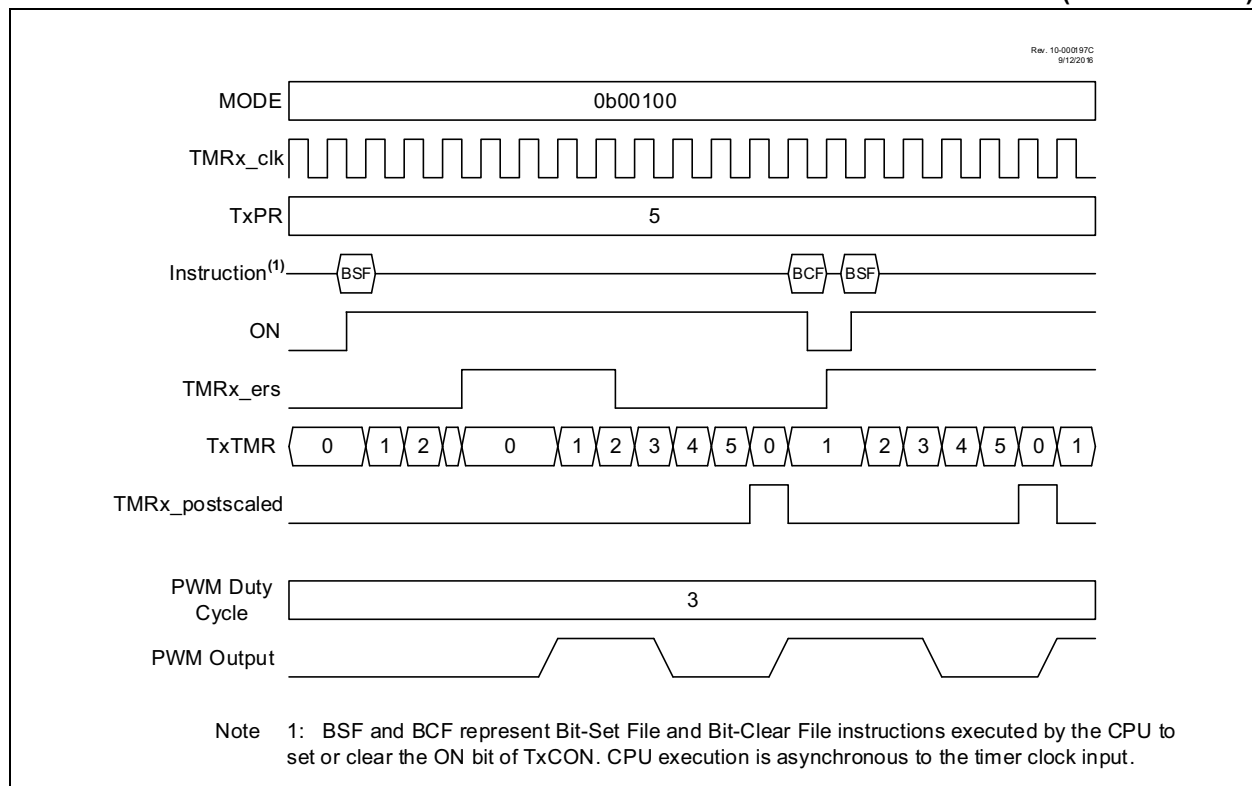 Rev. 10-000197C
9/12/2016
MODE 0b00100
TMRx_clk
TxPR 5
Instruction(1) BSF BCF BSF
ON
TMRx_ers
TxTMR 0 1 2 0 1 2 3 4 5 0 1 2 3 4 5 0 1
TMRx_postscaled
PWM Duty
Cycle
3
PWM Output
Note 1: BSF and BCF represent Bit-Set File and Bit-Clear File instructions executed by the CPU to
set or clear the ON bit of TxCON. CPU execution is asynchronous to the timer clock input.